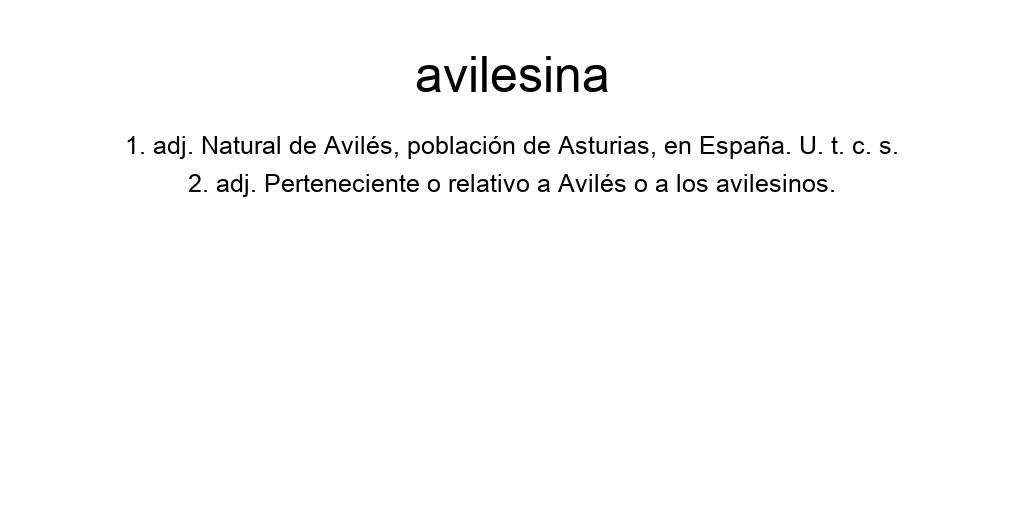 avilesina
1. adj. Natural de Avilés, población de Asturias, en España. U. t. c. s.
2. adj. Perteneciente o relativo a Avilés o a los avilesinos.